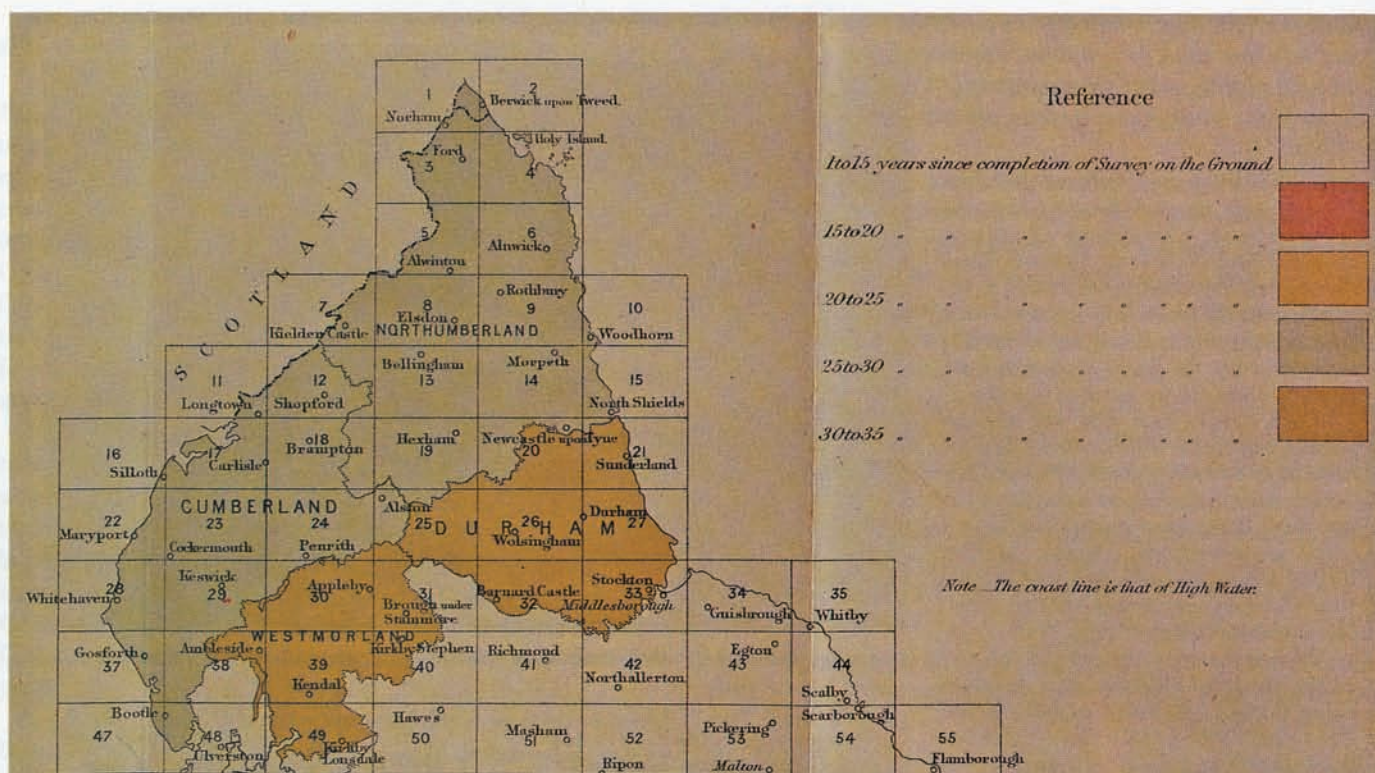 Reference
1to15 years since completion of Survey on the Ground
15to20 " " " " " " " "
20to25 " " " " " " " "
25to30 " " " " " " " "
30to35 " " " " " " " "
Note _ The coast line is that of High Water.
SCOTLAND
1
2
Norham
Berwick upon Tweed.
Holy Island.
Ford
3
4
5
6
Alnwick
Alwinton
Rothbury
7
8
9
10
Elsdon
Kielder Castle
NORTHUMBERLAND
Woodhorn
Bellingham
Morpeth
11
12
13
14
15
Longtown
Shopford
North Shields
16
17
18
19
20
21
Silloth
Carlisle
Brampton
Hexham
Newcastle upon Tyne
Sunderland
CUMBERLAND
Alston
22
23
24
25
26
27
Maryport
DURHAM
Durham
Wolsingham
Cockermouth
Penrith
Keswick
Appleby
Stockton
28
29
30
31
32
33
34
35
Whitehaven
Brough under
Stainmore
Barnard Castle
Middlesborough
Guisbrough
Whitby
WESTMORLAND
Gosforth
Ambleside
Kirkby Stephen
Richmond
Egton
37
38
39
40
41
42
43
44
Kendal
Northallerton
Scalby
Bootle
Hawes
Masham
Pickering
Scarborough
47
48
49
50
51
52
53
54
55
Ulverston
Kirkby
Lonsdale
Ripon
Malton
Flamborough